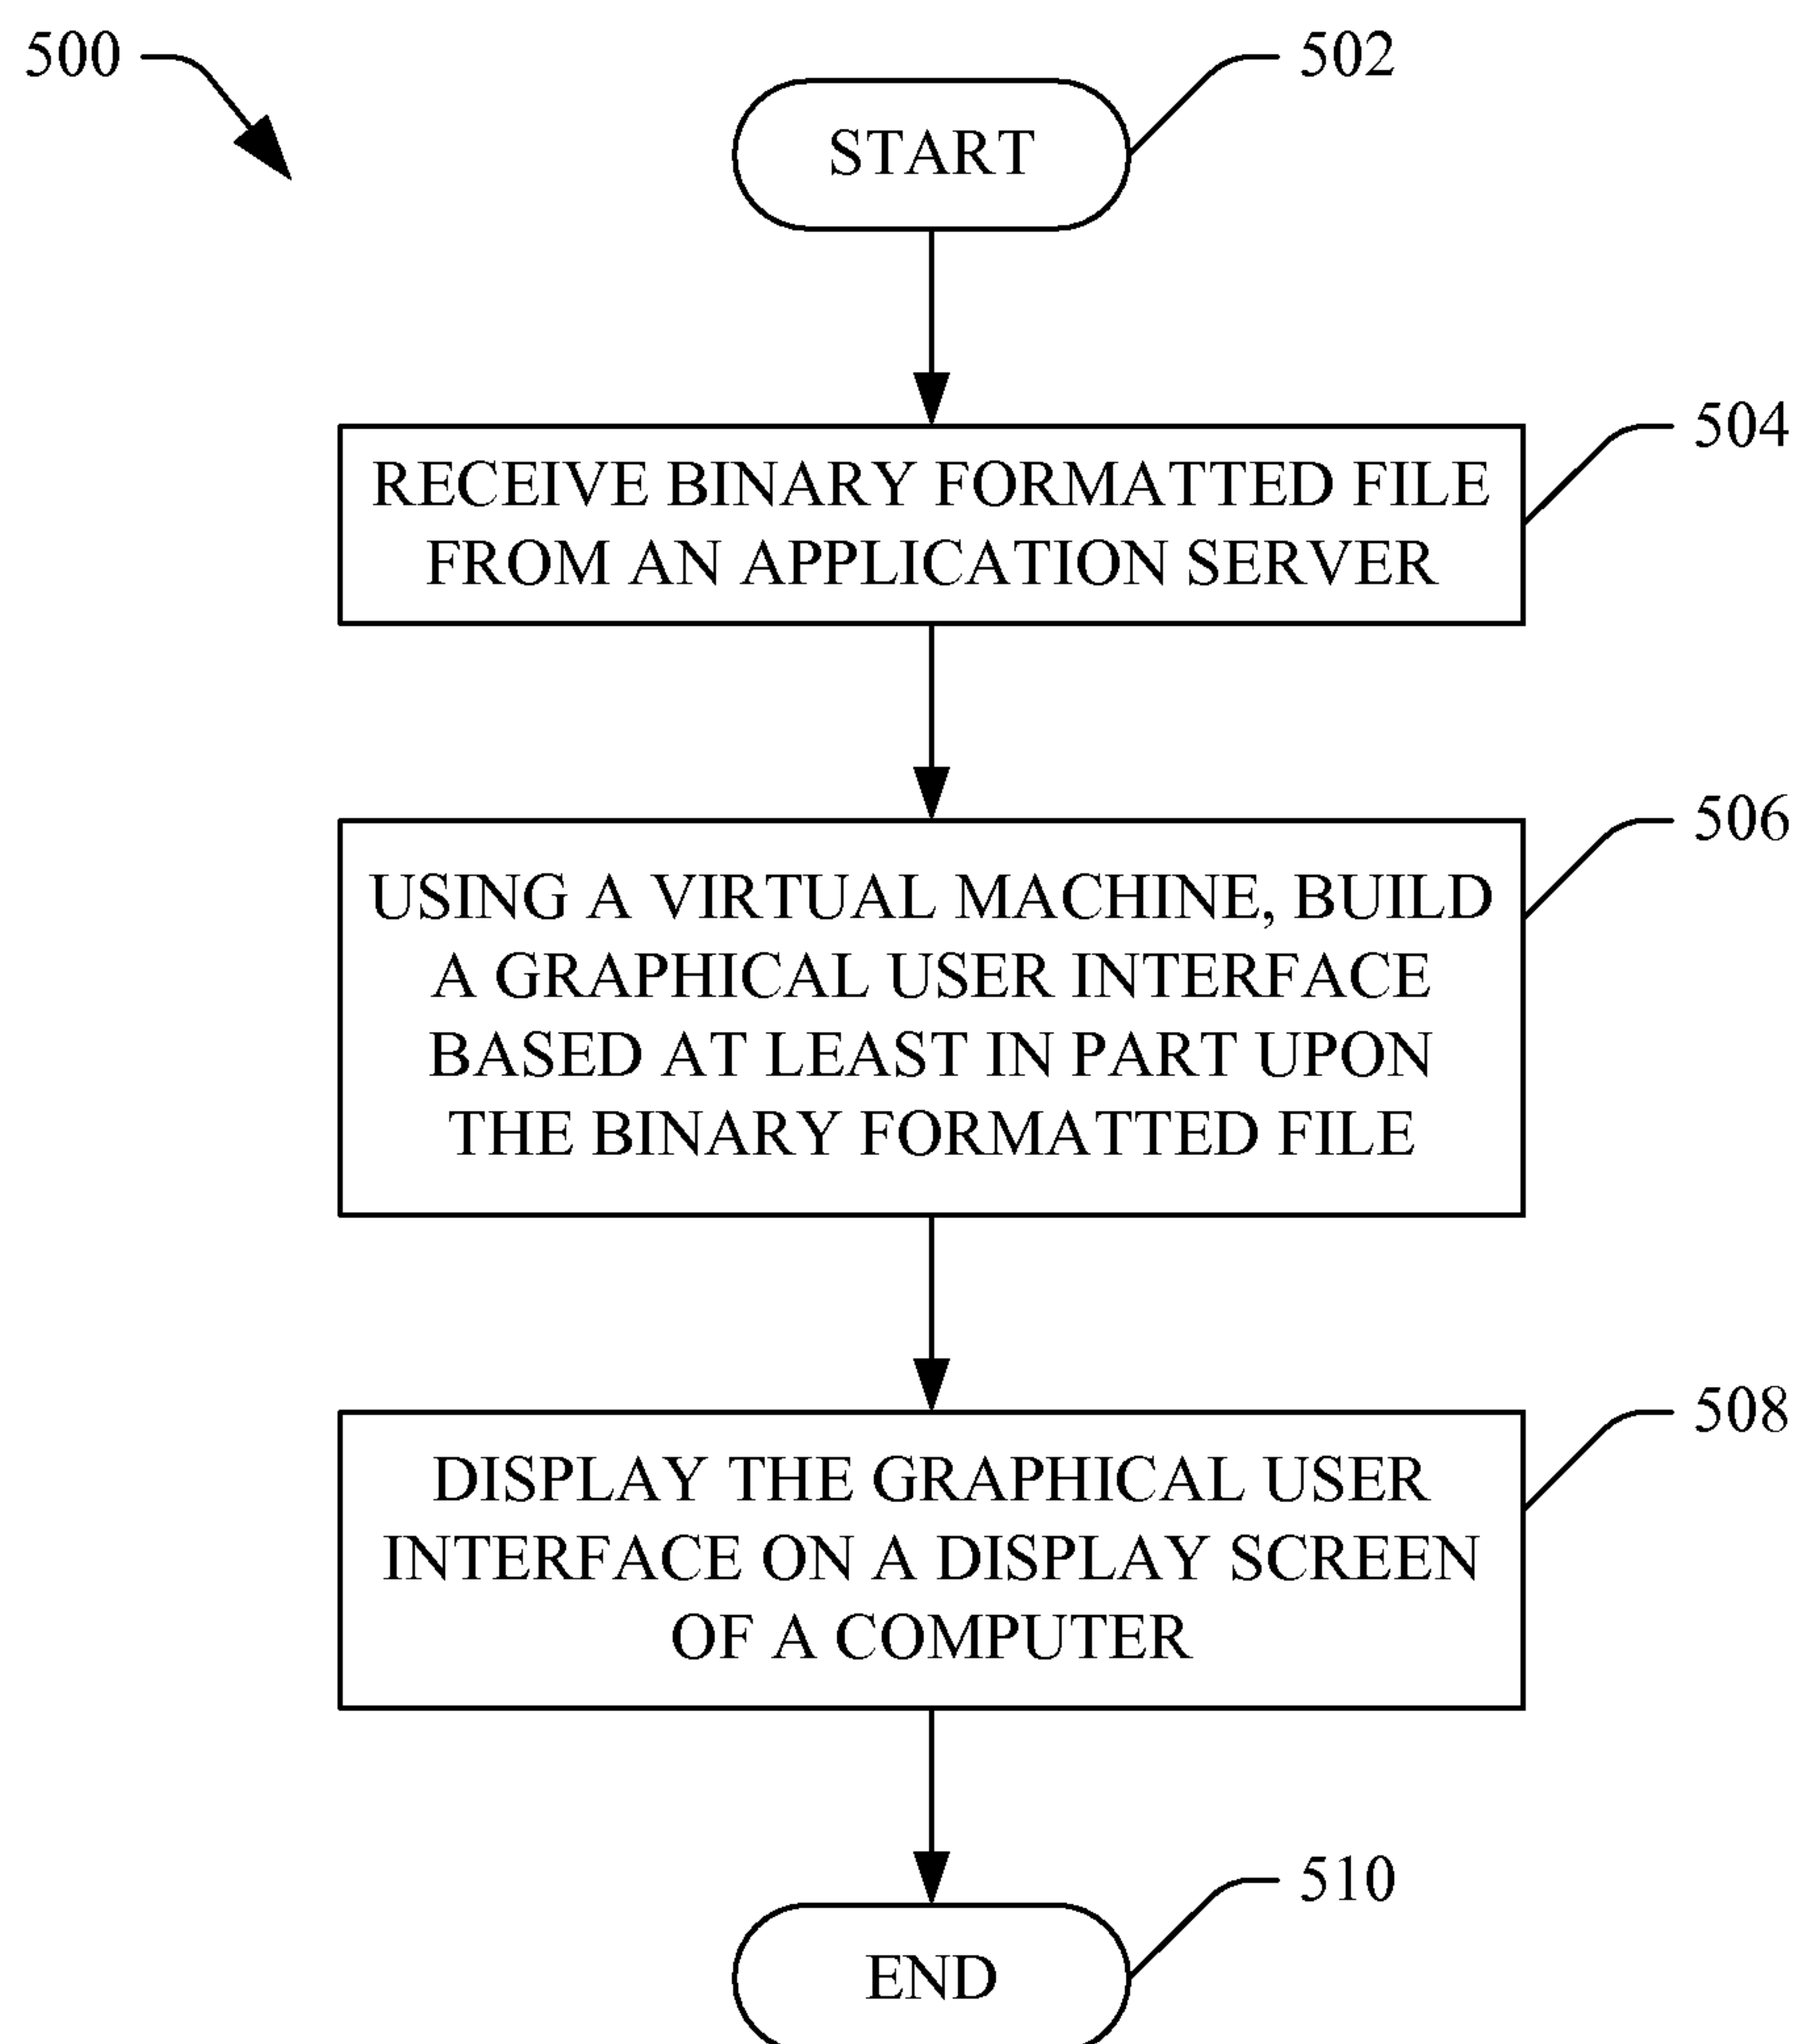 500
502
START
504
RECEIVE BINARY FORMATTED FILE
FROM AN APPLICATION SERVER
506
USING A VIRTUAL MACHINE, BUILD
A GRAPHICAL USER INTERFACE
BASED AT LEAST IN PART UPON
THE BINARY FORMATTED FILE
508
DISPLAY THE GRAPHICAL USER
INTERFACE ON A DISPLAY SCREEN
OF A COMPUTER
510
END